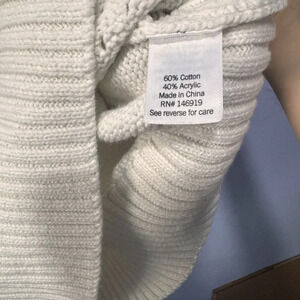 60% Cotton
40% Acrylic
Made in China
RN# 146919
See reverse for care